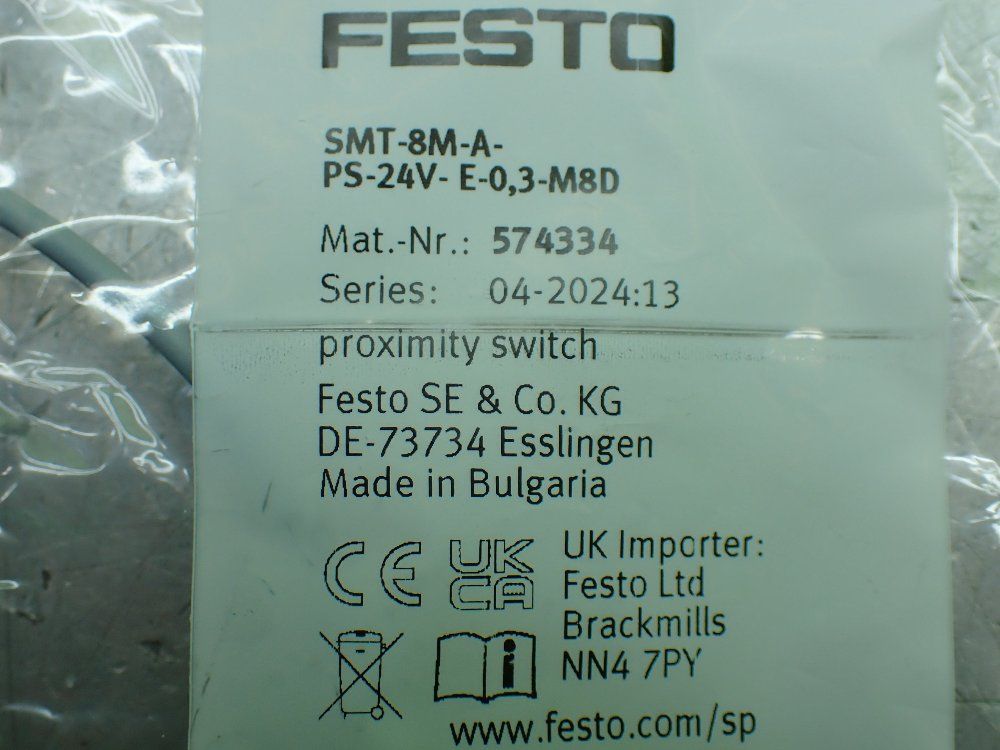 FESTO
SMT-8M-A-
PS-24V- E-0,3-M8D
Mat.-Nr.: 574334
Series: 04-2024:13
proximity switch
Festo SE & Co. KG
DE-73734 Esslingen
Made in Bulgaria
CE UK CA
UK Importer:
Festo Ltd
Brackmills
NN4 7PY
i
www.festo.com/sp